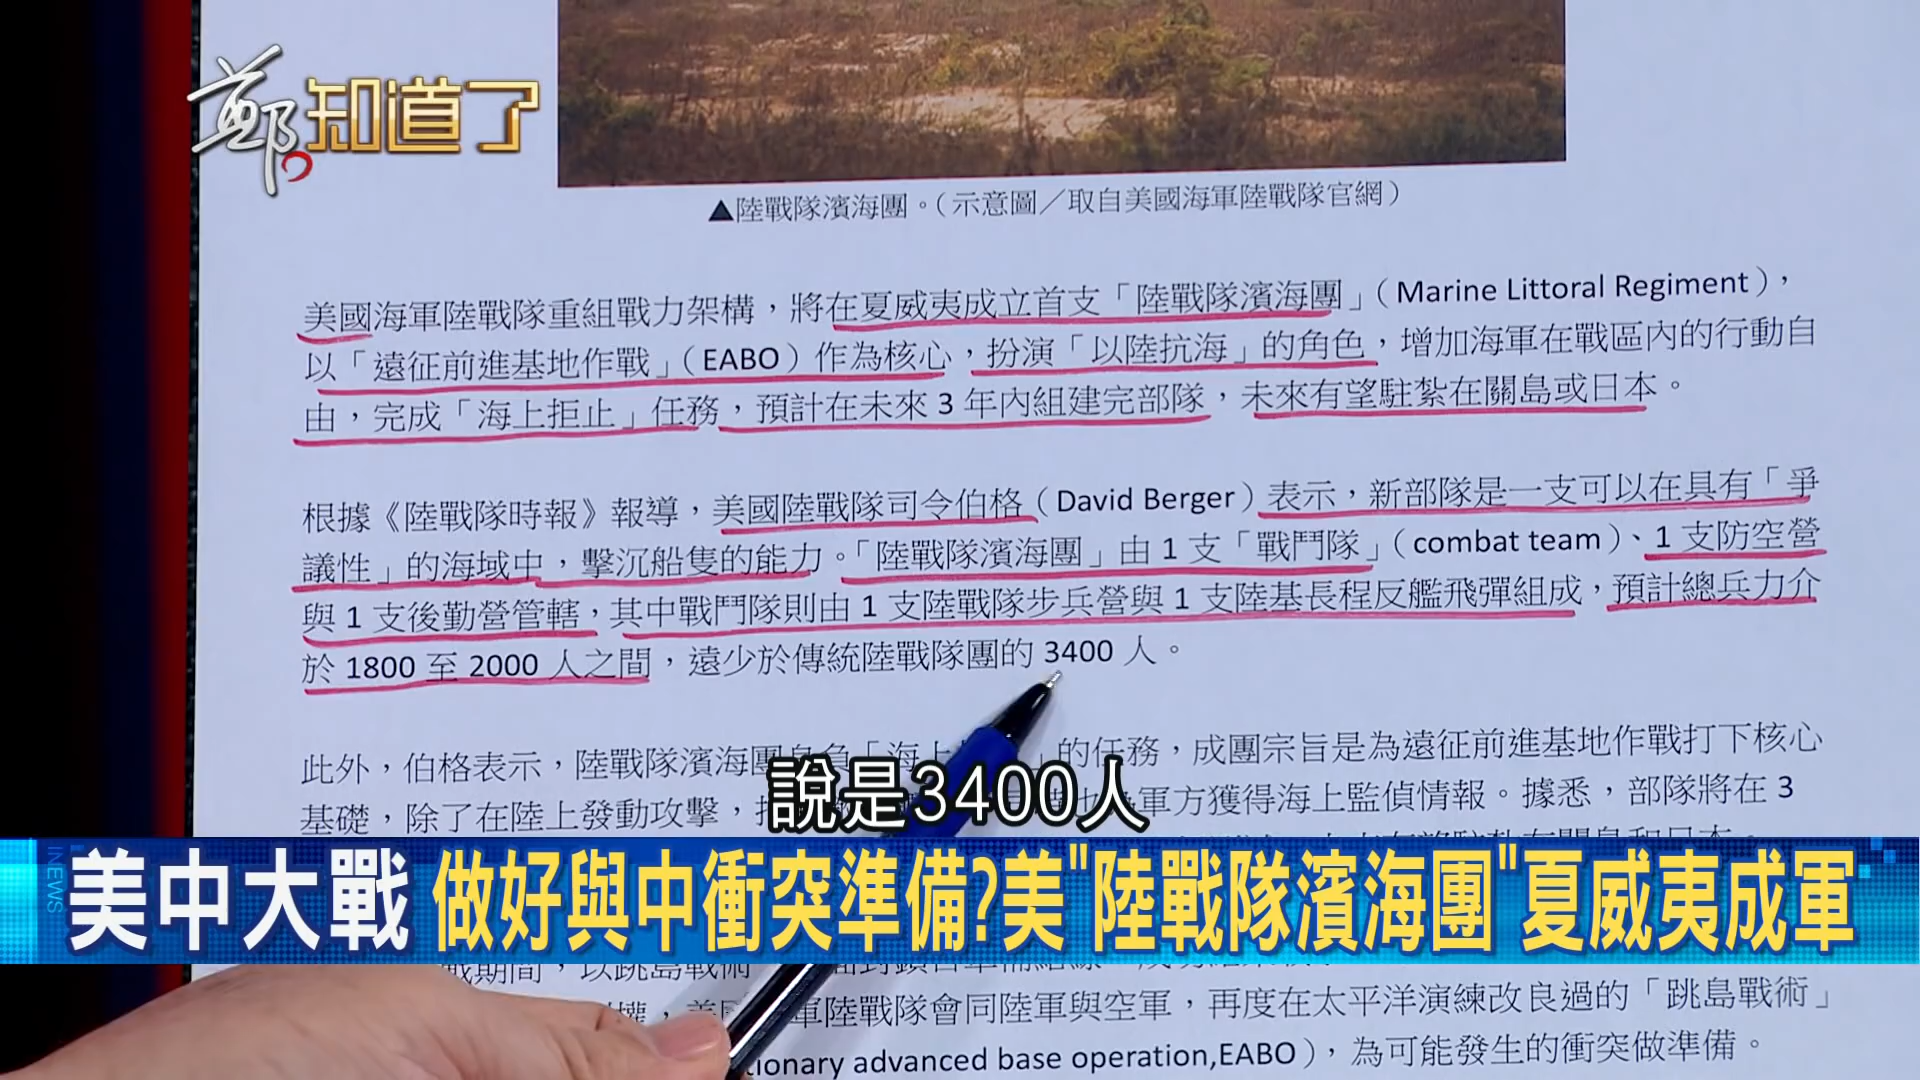 鄭知道了
▲陸戰隊濱海團。(示意圖／取自美國海軍陸戰隊官網)
美國海軍陸戰隊重組戰力架構，將在夏威夷成立首支「陸戰隊濱海團」(Marine Littoral Regiment)，
以「遠征前進基地作戰」(EABO) 作為核心，扮演「以陸抗海」的角色，增加海軍在戰區內的行動自
由，完成「海上拒止」任務，預計在未來 3 年內組建完部隊，未來有望駐紮在關島或日本。
根據《陸戰隊時報》報導，美國陸戰隊司令伯格 (David Berger) 表示，新部隊是一支可以在具有「爭
議性」的海域中，擊沉船隻的能力。「陸戰隊濱海團」由 1 支「戰鬥隊」(combat team)、1 支防空營
與 1 支後勤營管轄，其中戰鬥隊則由 1 支陸戰隊步兵營與 1 支陸基長程反艦飛彈組成，預計總兵力介
於 1800 至 2000 人之間，遠少於傳統陸戰隊團的 3400 人。
此外，伯格表示，陸戰隊濱海團 「海上 」的任務，成團宗旨是為遠征前進基地作戰打下核心
基礎，除了在陸上發動攻擊， 軍方獲得海上監偵情報。據悉，部隊將在 3
說是3400人
INEWS
美中大戰 做好與中衝突準備?美"陸戰隊濱海團"夏威夷成軍
軍陸戰隊會同陸軍與空軍，再度在太平洋演練改良過的「跳島戰術」
tionary advanced base operation,EABO)，為可能發生的衝突做準備。